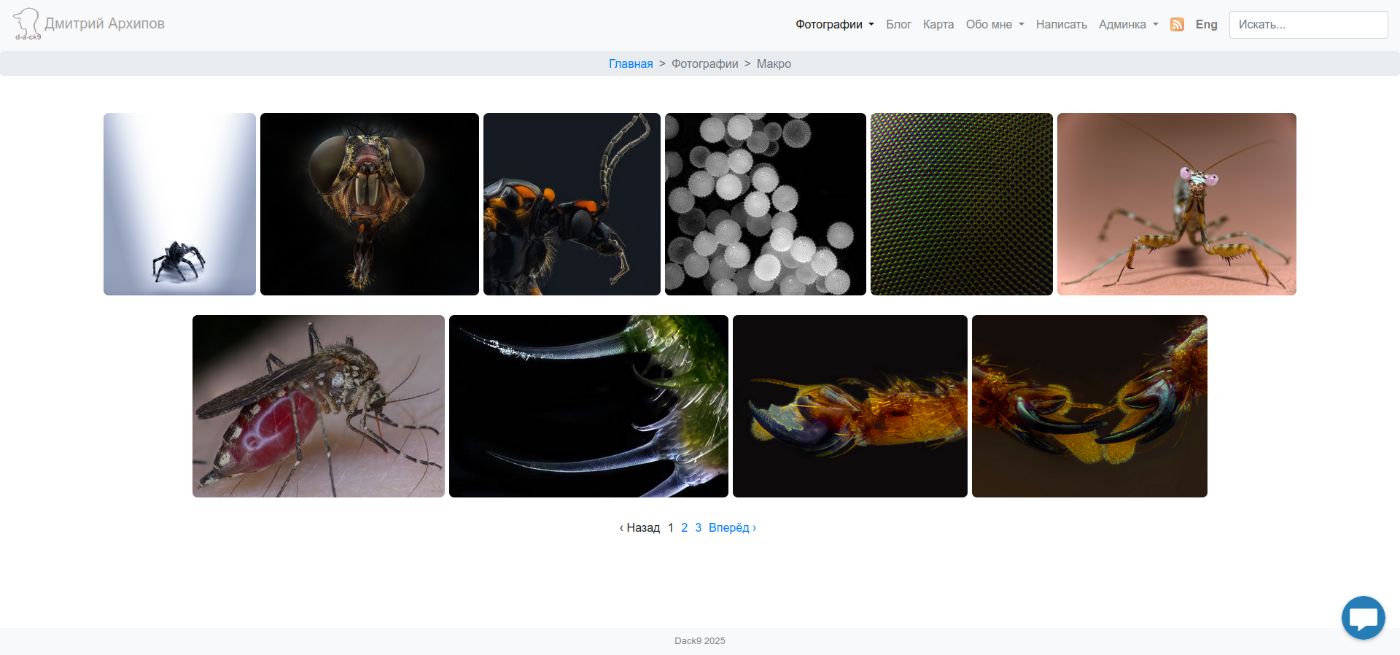 Дмитрий Архипов
d-a-ck9
Фотографии Блог Карта Обо мне Написать Админка Eng Искать...
Главная > Фотографии > Макро
‹ Назад 1 2 3 Вперёд ›
Dack9 2025